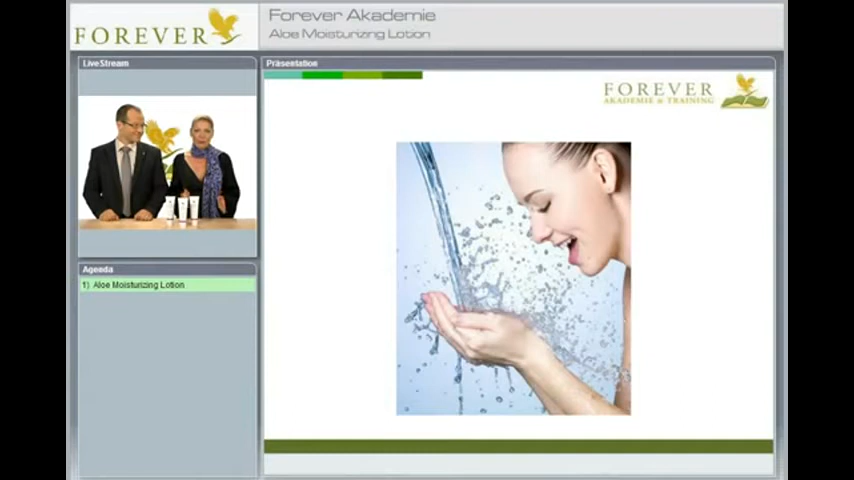 FOREVER
Forever Akademie
Aloe Moisturizing Lotion
LiveStream
Präsentation
FOREVER
AKADEMIE & TRAINING
Agenda
1) Aloe Moisturizing Lotion